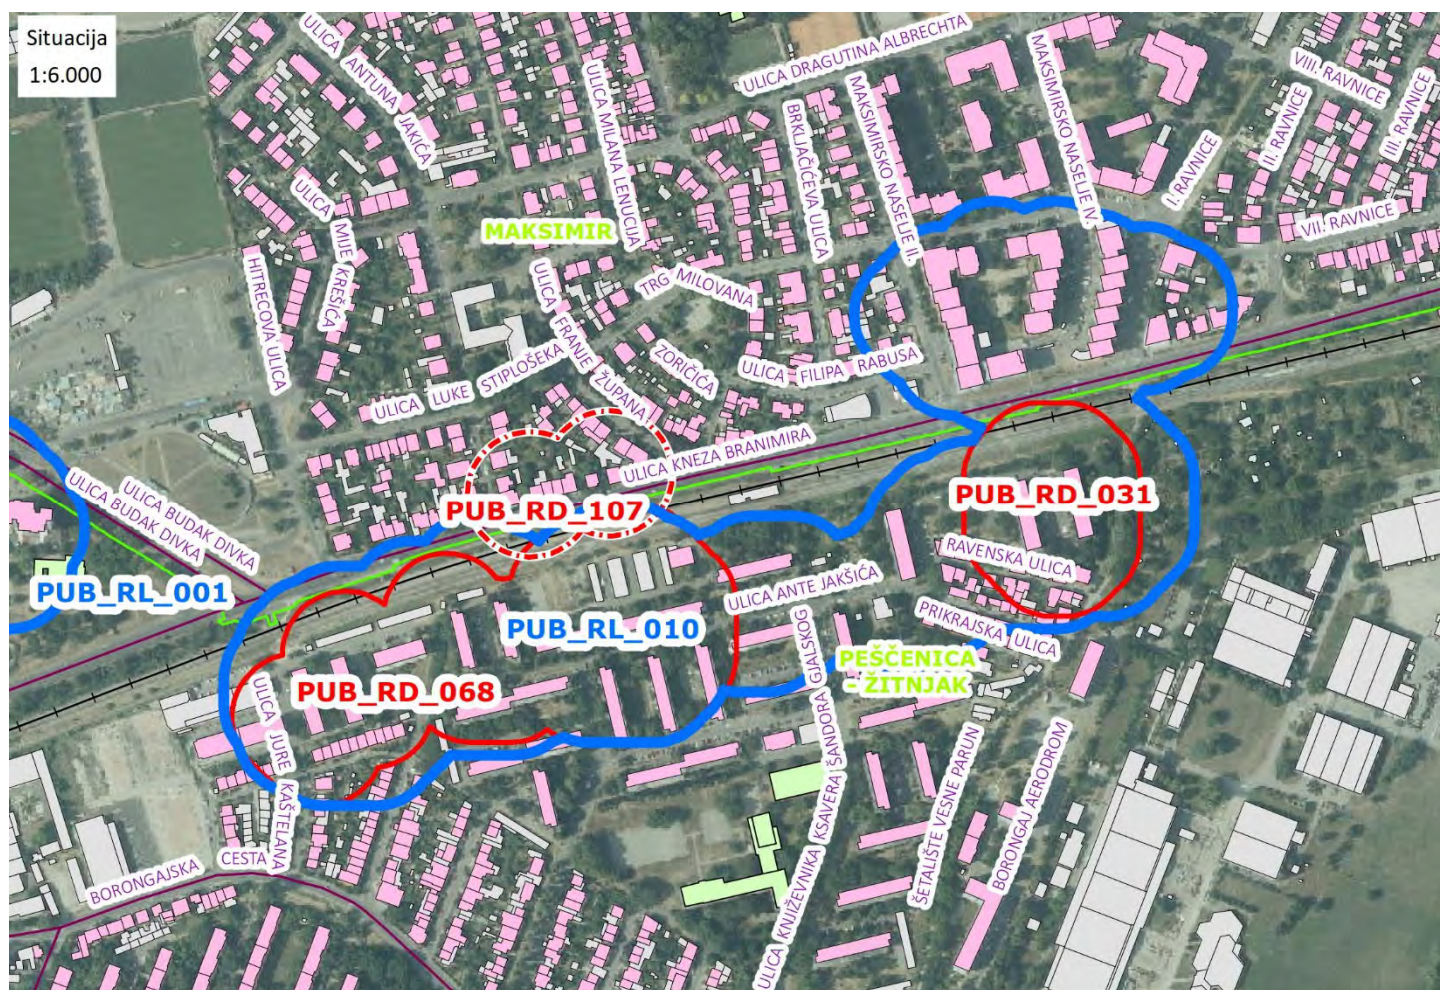 Situacija
1:6.000
ULICA ANTUNA JAKIĆA
ULICA MILANA LENUCIJA
ULICA DRAGUTINA ALBRECHTA
BRKLJAČIĆEVA ULICA
MAKSIMIRSKO NASELJE II.
MAKSIMIRSKO NASELJE IV.
I. RAVNICE
II. RAVNICE
VIII. RAVNICE
III. RAVNICE
VII. RAVNICE
ULICA MIJE KREŠIĆA
HITRECOVA ULICA
MAKSIMIR
ULICA FRANJE ŽUPANA
TRG MILOVANA
ZORIČIĆA
ULICA FILIPA RABUSA
ULICA LUKE STIPLOŠEKA
ULICA KNEZA BRANIMIRA
PUB_RD_107
PUB_RD_031
ULICA BUDAK DIVKA
ULICA BUDAK DIVKA
PUB_RL_001
RAVENSKA ULICA
ULICA ANTE JAKŠIĆA
PRIKRAJSKA ULICA
PUB_RL_010
PEŠČENICA
- ŽITNJAK
PUB_RD_068
ULICA JURE KAŠTELANA
ULICA KNJIŽEVNIKA KSAVERA ŠANDORA GJALSKOG
ŠETALIŠTE VESNE PARUN
BORONGAJ AERODROM
BORONGAJSKA CESTA